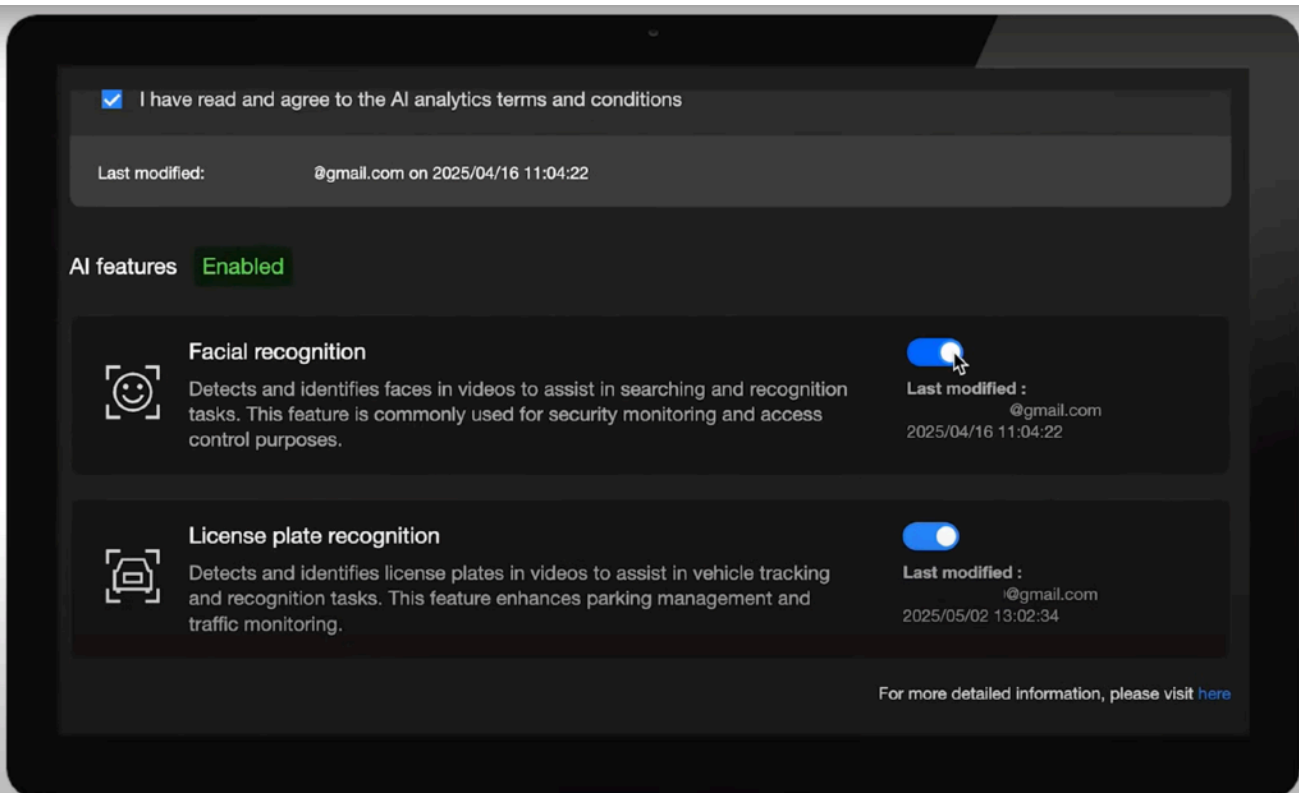 I have read and agree to the AI analytics terms and conditions
Last modified: @gmail.com on 2025/04/16 11:04:22
AI features Enabled
Facial recognition
Detects and identifies faces in videos to assist in searching and recognition
tasks. This feature is commonly used for security monitoring and access
control purposes.
Last modified :
@gmail.com
2025/04/16 11:04:22
License plate recognition
Detects and identifies license plates in videos to assist in vehicle tracking
and recognition tasks. This feature enhances parking management and
traffic monitoring.
Last modified :
@gmail.com
2025/05/02 13:02:34
For more detailed information, please visit here